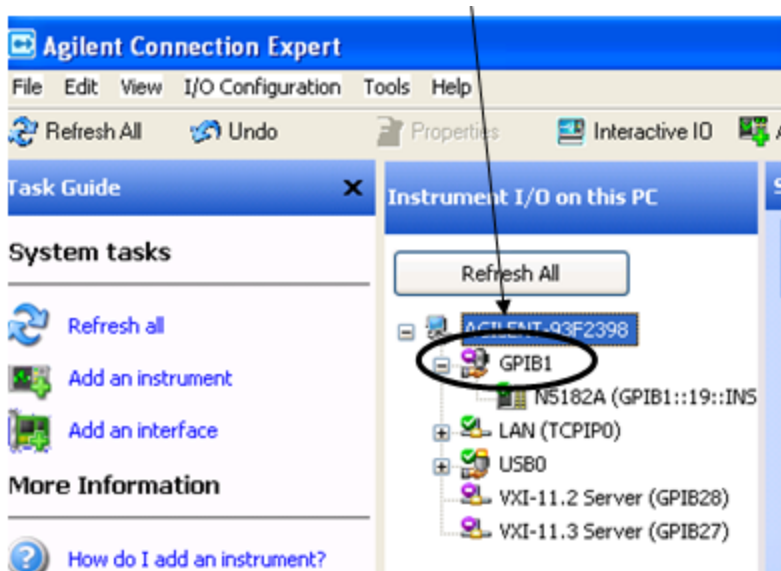 Agilent Connection Expert
File Edit View I/O Configuration Tools Help
Refresh All Undo Properties Interactive IO
Task Guide
System tasks
Refresh all
Add an instrument
Add an interface
More Information
How do I add an instrument?
Instrument I/O on this PC
Refresh All
AGILENT-93F2398
GPIB1
N5182A (GPIB1::19::INS
LAN (TCPIP0)
USB0
VXI-11.2 Server (GPIB28)
VXI-11.3 Server (GPIB27)